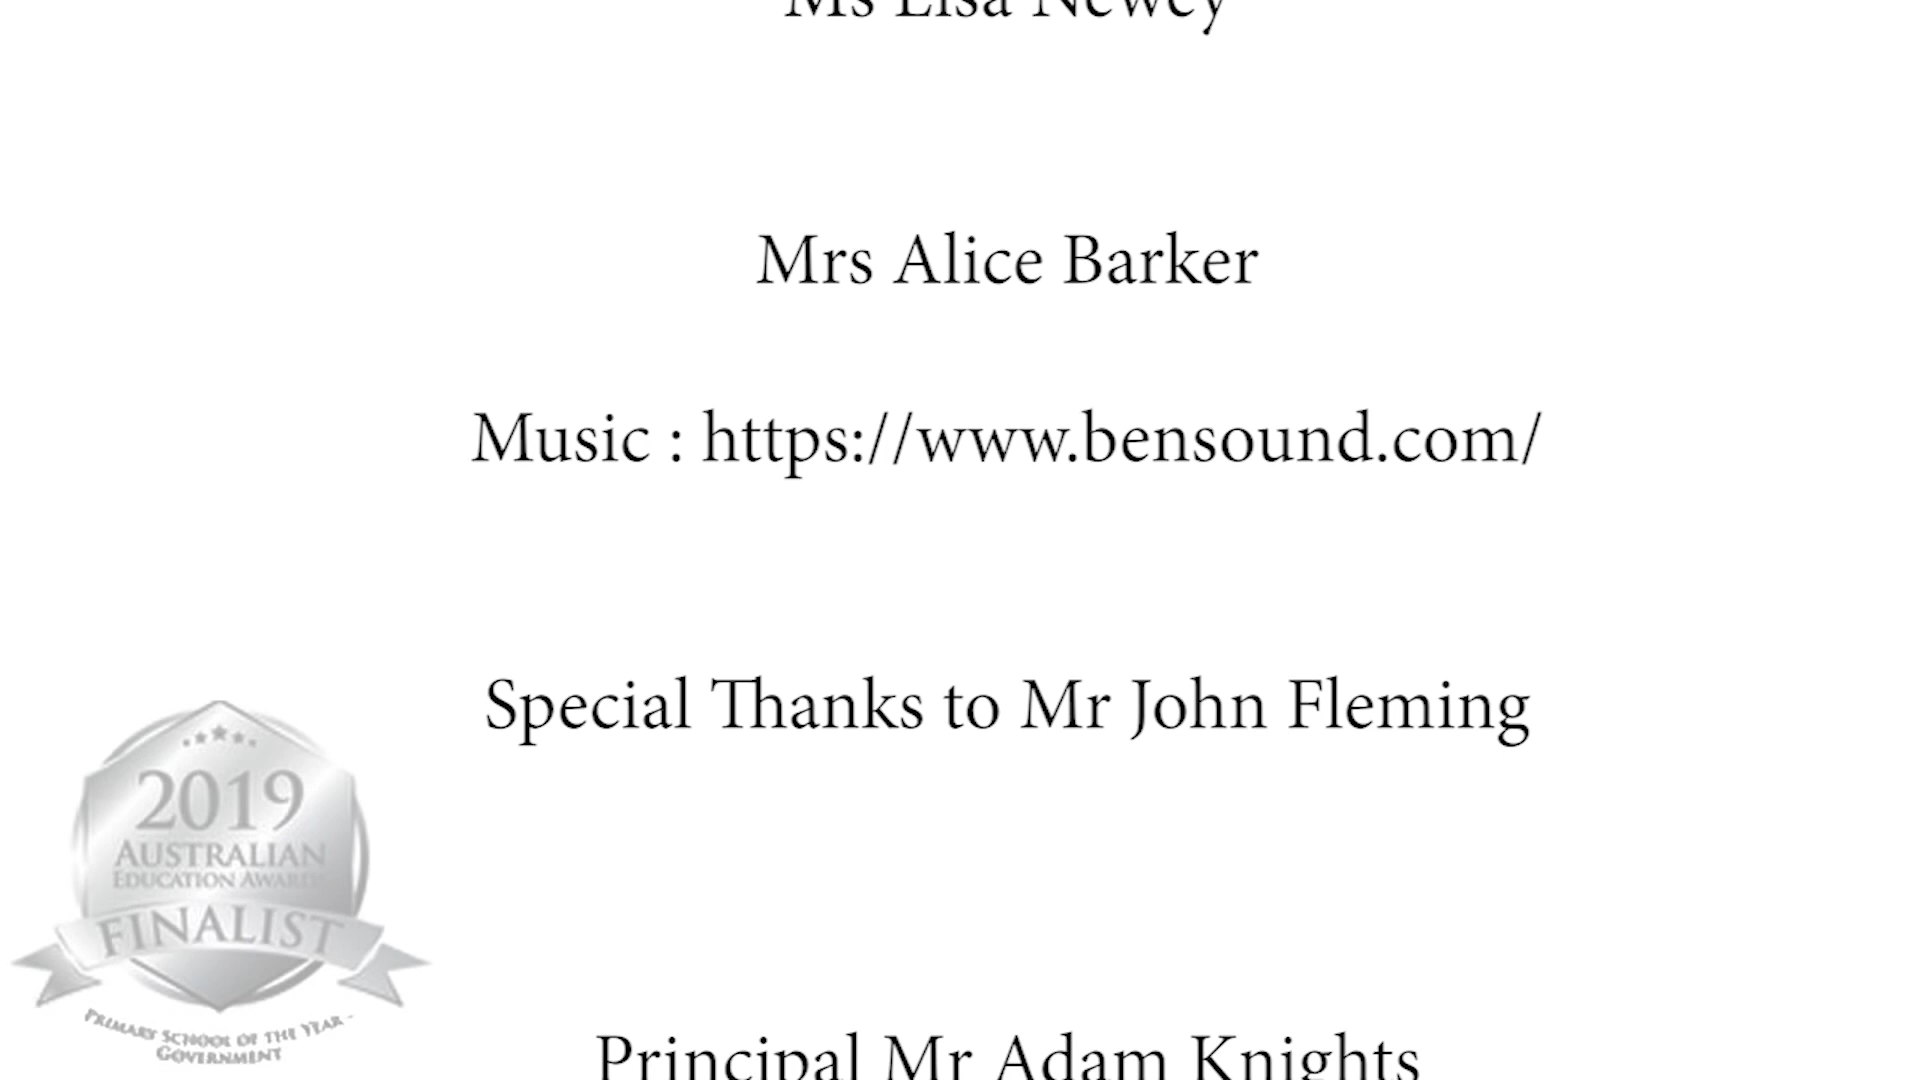 Ms Lisa Newey
Mrs Alice Barker
Music : https://www.bensound.com/
Special Thanks to Mr John Fleming
2019
AUSTRALIAN
EDUCATION AWARDS
FINALIST
PRIMARY SCHOOL OF THE YEAR -
GOVERNMENT
Principal Mr Adam Knights